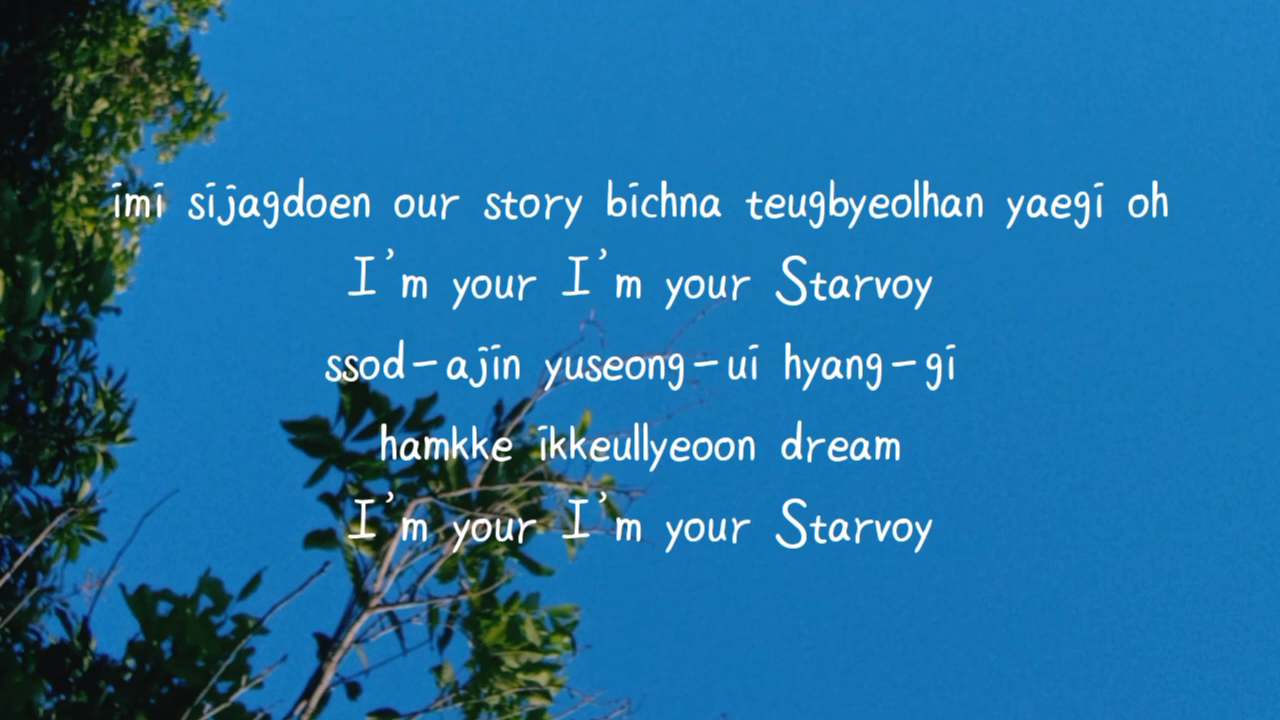 imi sijagdoen our story bichna teugbyeolhan yaegi oh
I'm your I'm your Starvoy
ssod-ajin yuseong-ui hyang-gi
hamkke ikkeullyeoon dream
I'm your I'm your Starvoy